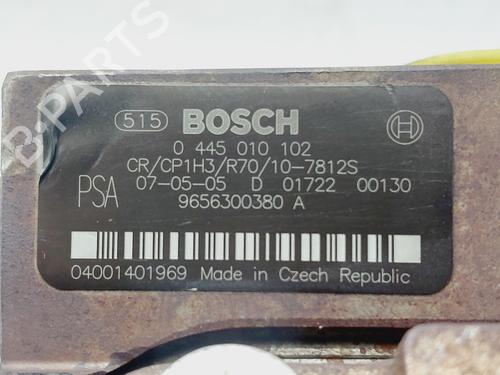 515 BOSCH
0 445 010 102
CR/CP1H3/R70/10-7812S
PSA 07-05-05 D 01722 00130
9656300380 A
04001401969 Made in Czech Republic
B-PARTS